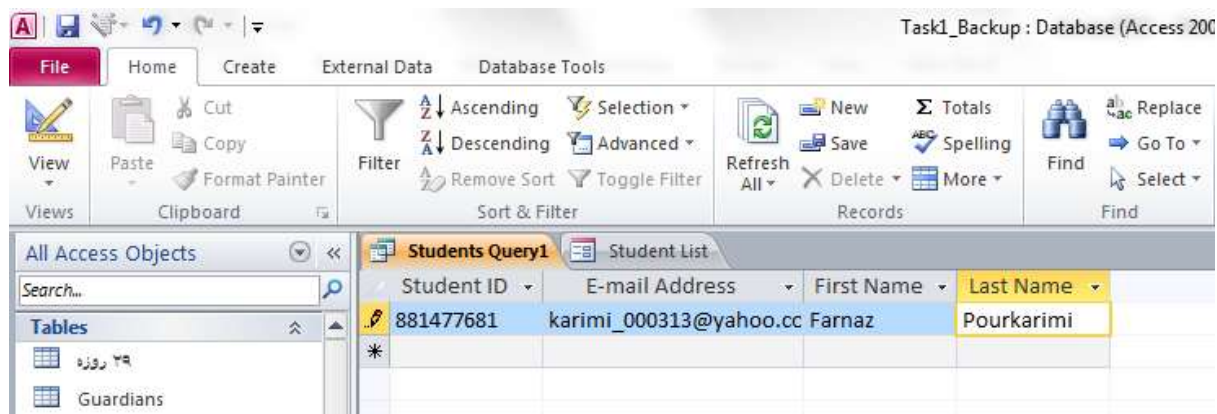 Task1_Backup : Database (Access 200
File Home Create External Data Database Tools
View
Views
Paste
Cut
Copy
Format Painter
Clipboard
Filter
Ascending
Descending
Remove Sort
Selection
Advanced
Toggle Filter
Sort & Filter
Refresh
All
New
Save
Delete
Totals
Spelling
More
Records
Find
Replace
Go To
Select
Find
All Access Objects
Search...
Tables
۲۹ روزه
Guardians
Students Query1 Student List
Student ID E-mail Address First Name Last Name
881477681 karimi_000313@yahoo.cc Farnaz Pourkarimi